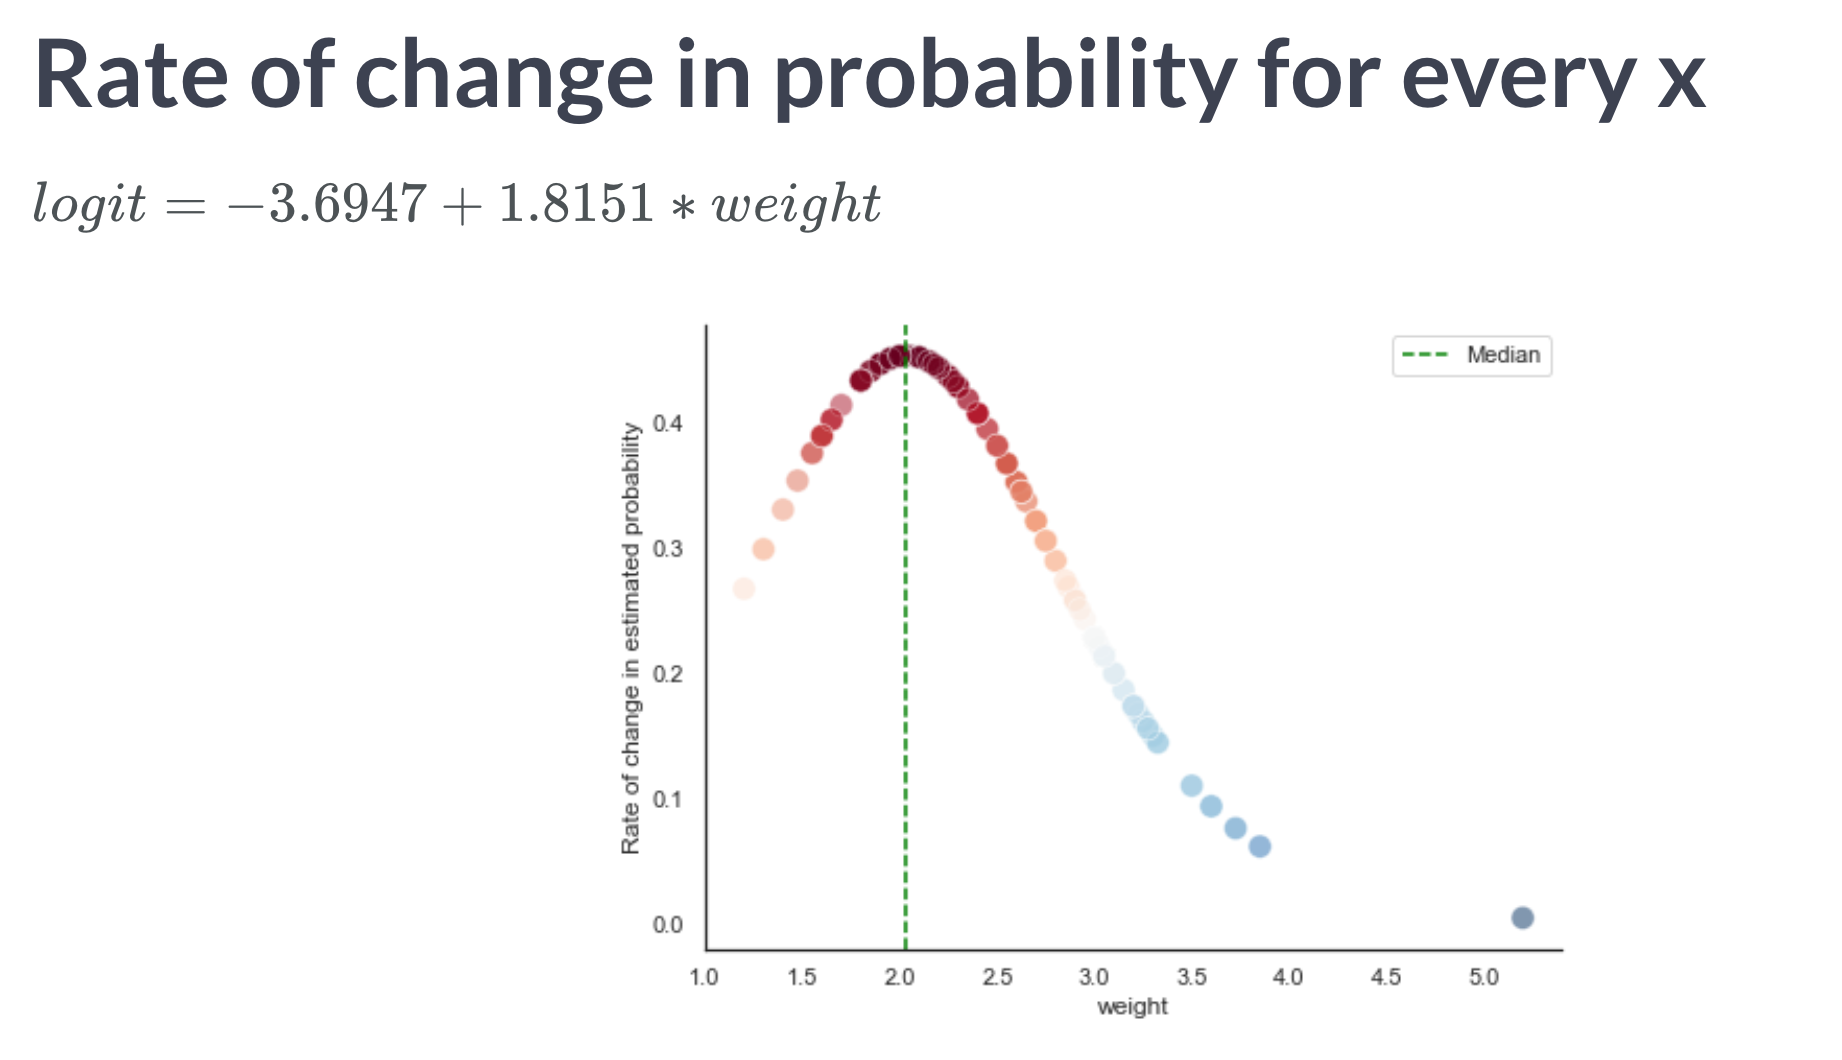 Rate of change in probability for every x
logit = −3.6947 + 1.8151 ∗ weight
Median
Rate of change in estimated probability
0.4
0.3
0.2
0.1
0.0
1.0 1.5 2.0 2.5 3.0 3.5 4.0 4.5 5.0
weight